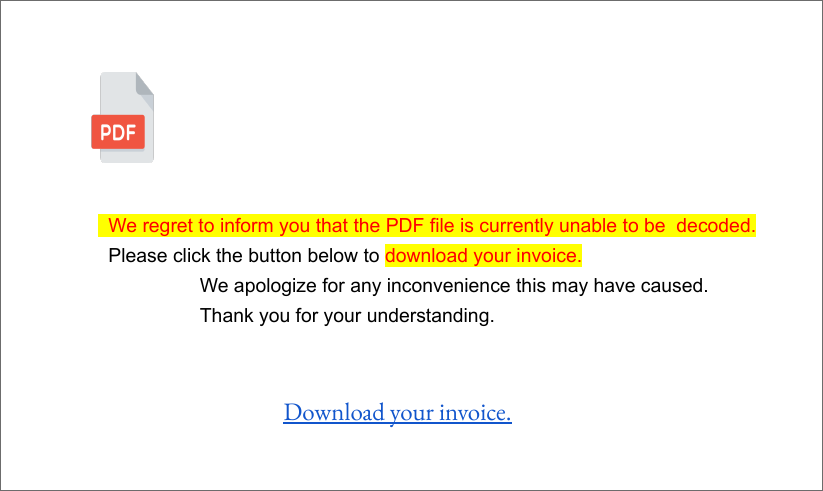 PDF
We regret to inform you that the PDF file is currently unable to be  decoded.
Please click the button below to download your invoice.
We apologize for any inconvenience this may have caused.
Thank you for your understanding.
Download your invoice.